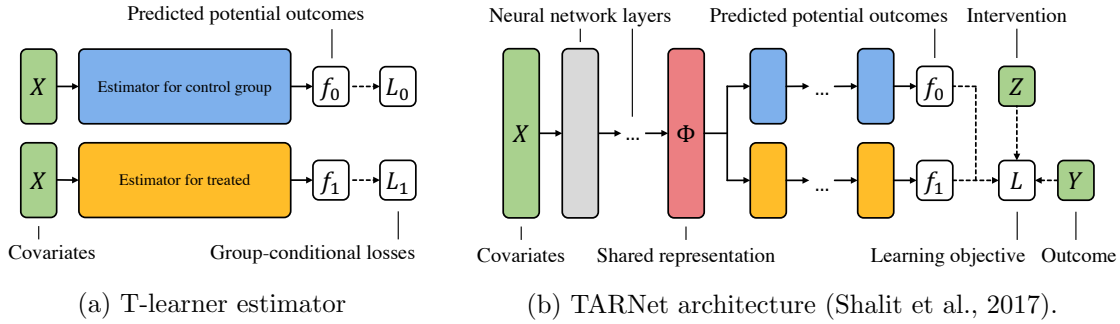 Predicted potential outcomes
X
Estimator for control group
f0
L0
X
Estimator for treated
f1
L1
Covariates
Group-conditional losses
(a) T-learner estimator
Neural network layers
Predicted potential outcomes
Intervention
X
...
Φ
...
f0
Z
...
f1
L
Y
Covariates
Shared representation
Learning objective
Outcome
(b) TARNet architecture (Shalit et al., 2017).